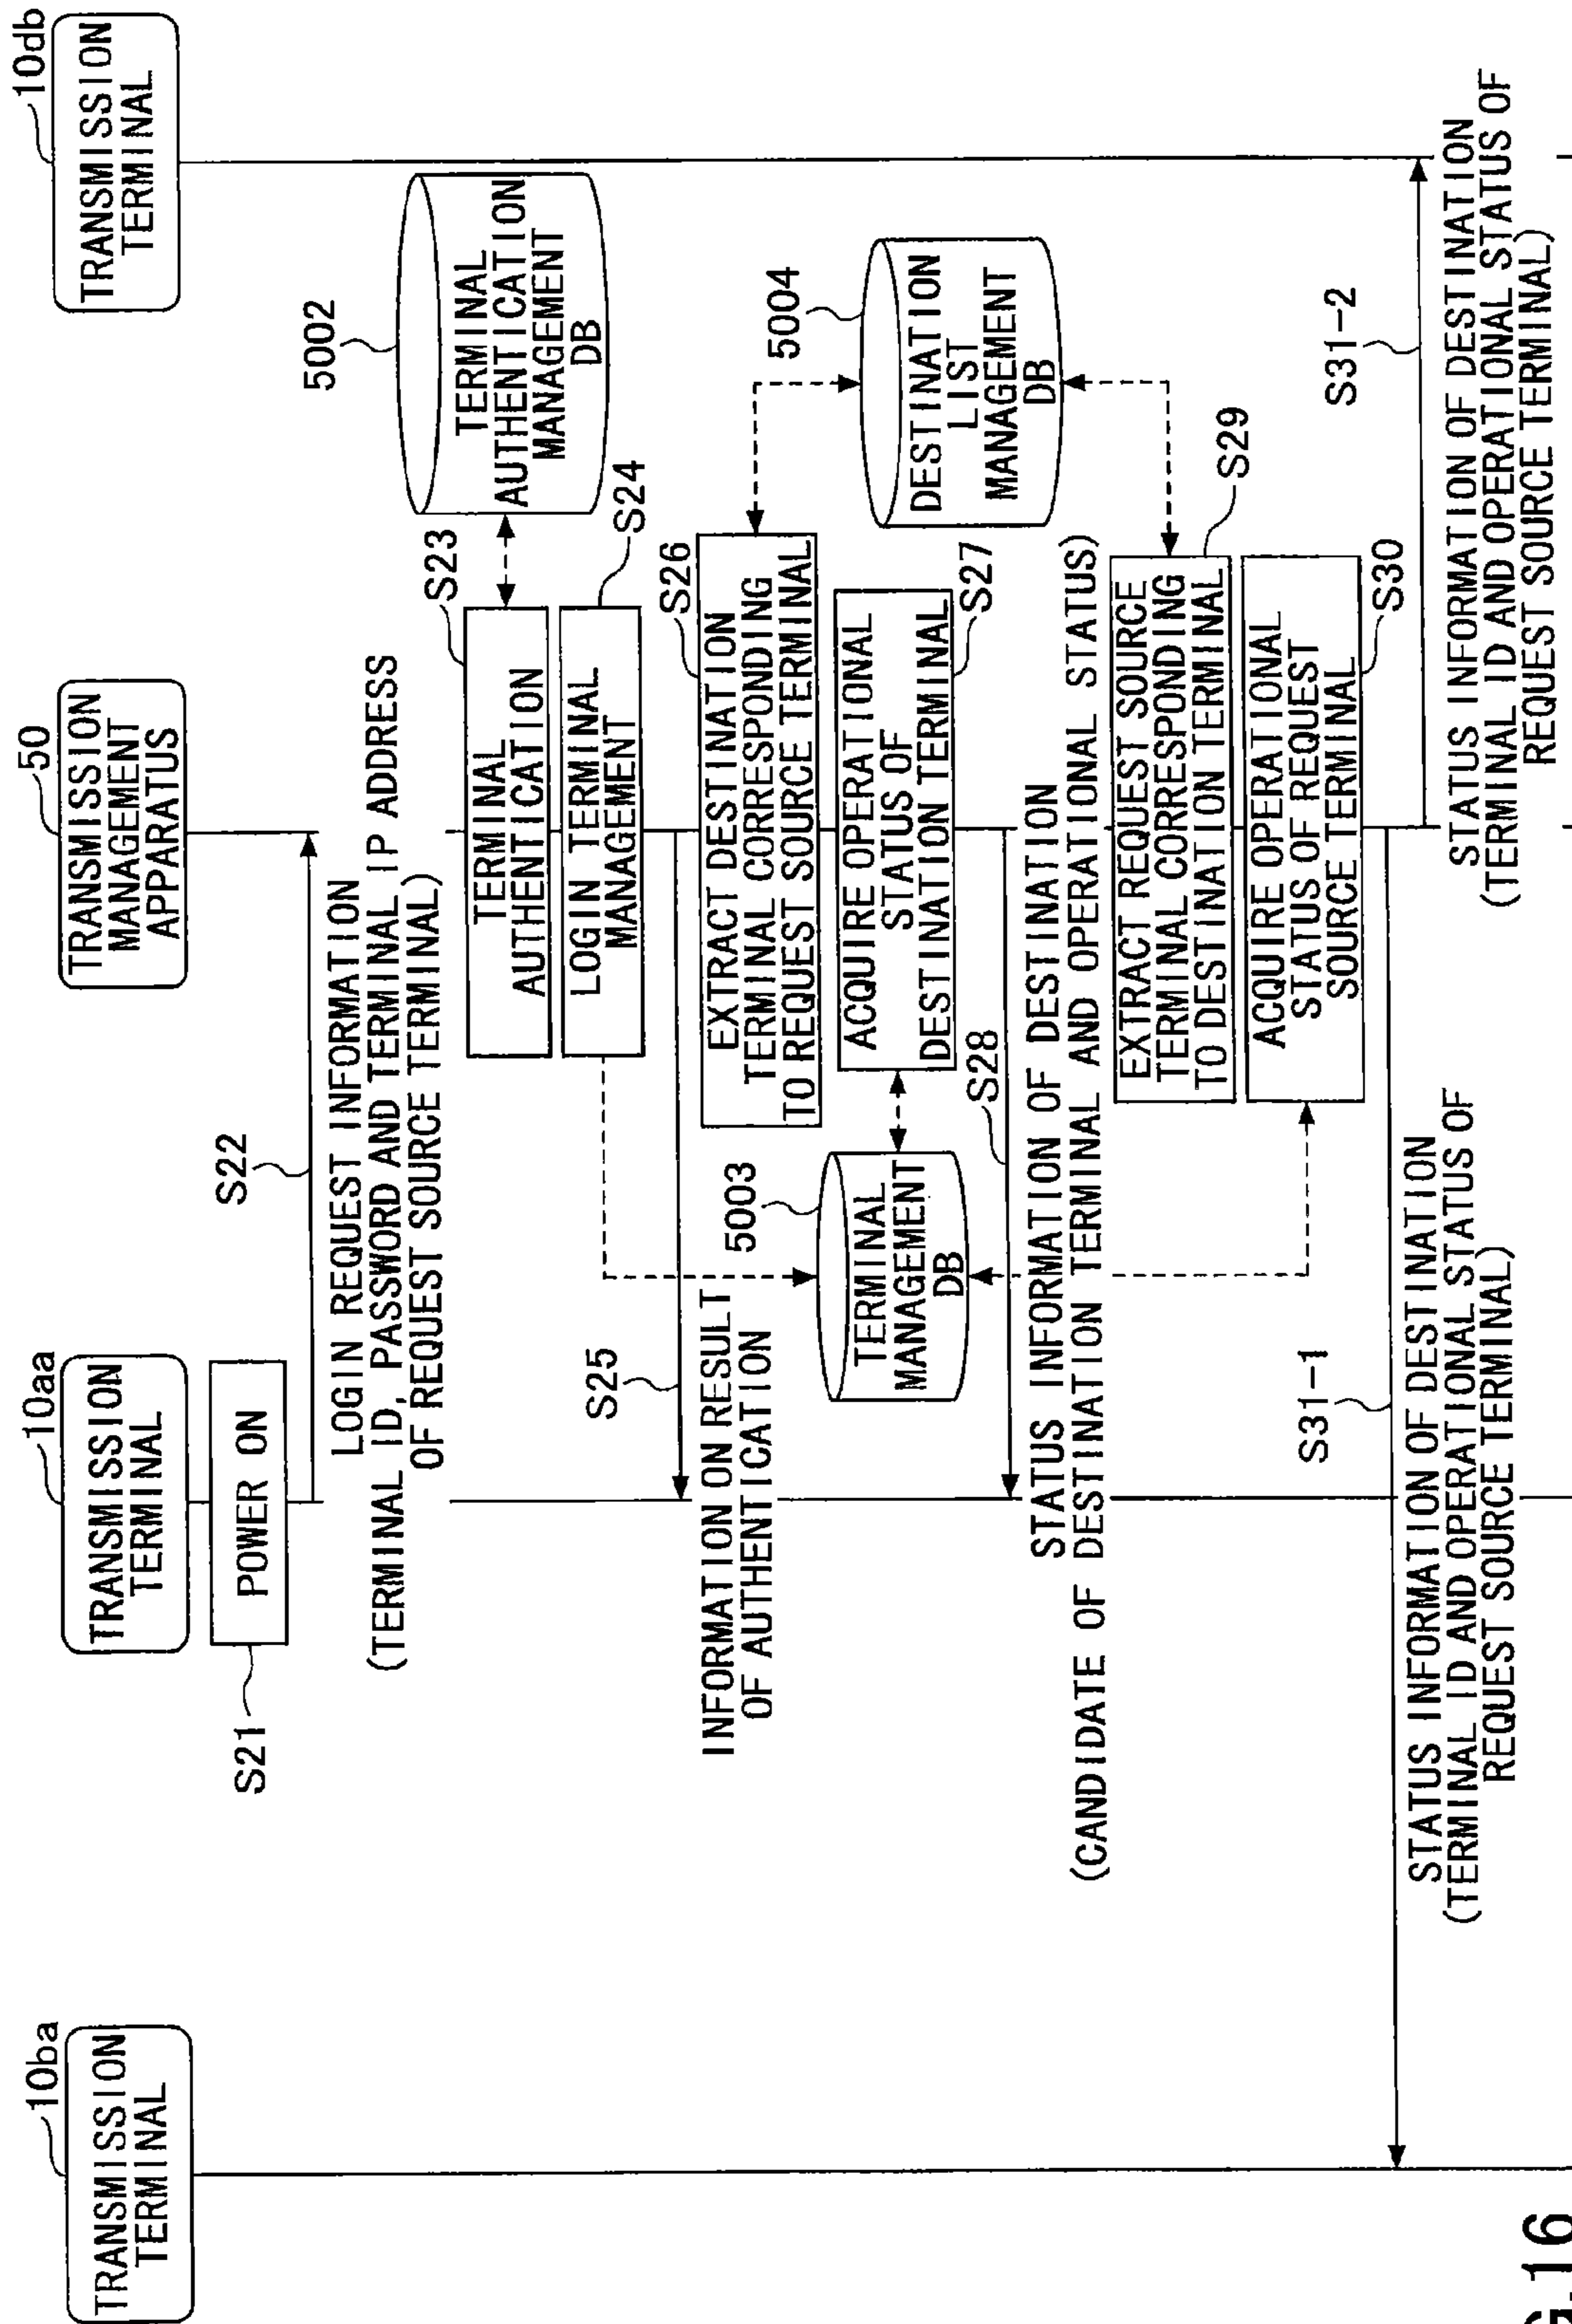 10ba
TRANSMISSION
TERMINAL
10aa
TRANSMISSION
TERMINAL
50
TRANSMISSION
MANAGEMENT
APPARATUS
10db
TRANSMISSION
TERMINAL
S21
POWER ON
S22
LOGIN REQUEST INFORMATION
(TERMINAL ID, PASSWORD AND TERMINAL IP ADDRESS
OF REQUEST SOURCE TERMINAL)
S23
TERMINAL
AUTHENTICATION
5002
TERMINAL
AUTHENTICATION
MANAGEMENT
DB
S24
LOGIN TERMINAL
MANAGEMENT
S25
INFORMATION ON RESULT
OF AUTHENTICATION
S26
EXTRACT DESTINATION
TERMINAL CORRESPONDING
TO REQUEST SOURCE TERMINAL
5003
TERMINAL
MANAGEMENT
DB
ACQUIRE OPERATIONAL
STATUS OF
DESTINATION TERMINAL
S27
5004
DESTINATION
LIST
MANAGEMENT
DB
S28
STATUS INFORMATION OF DESTINATION
(CANDIDATE OF DESTINATION TERMINAL AND OPERATIONAL STATUS)
EXTRACT REQUEST SOURCE
TERMINAL CORRESPONDING
TO DESTINATION TERMINAL
S29
ACQUIRE OPERATIONAL
STATUS OF REQUEST
SOURCE TERMINAL
S30
S31-1
STATUS INFORMATION OF DESTINATION
(TERMINAL ID AND OPERATIONAL STATUS OF
REQUEST SOURCE TERMINAL)
S31-2
STATUS INFORMATION OF DESTINATION
(TERMINAL ID AND OPERATIONAL STATUS OF
REQUEST SOURCE TERMINAL)
G.16